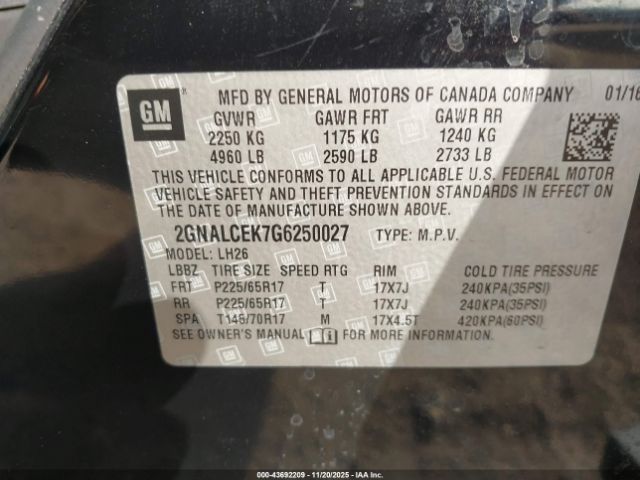 GM ® MFD BY GENERAL MOTORS OF CANADA COMPANY 01/16
GVWR GAWR FRT GAWR RR
2250 KG 1175 KG 1240 KG
4960 LB 2590 LB 2733 LB
THIS VEHICLE CONFORMS TO ALL APPLICABLE U.S. FEDERAL MOTOR
VEHICLE SAFETY AND THEFT PREVENTION STANDARDS IN EFFECT ON
THE DATE OF MANUFACTURE SHOWN ABOVE.
2GNALCEK7G6250027 TYPE: M.P.V.
MODEL: LH26
LBBZ TIRE SIZE SPEED RTG RIM COLD TIRE PRESSURE
FRT P225/65R17 T 17X7J 240KPA(35PSI)
RR P225/65R17 T 17X7J 240KPA(35PSI)
SPA T145/70R17 M 17X4.5T 420KPA(60PSI)
SEE OWNER'S MANUAL FOR MORE INFORMATION.
00-43692209 - 11/20/2025 - IAAI.COM